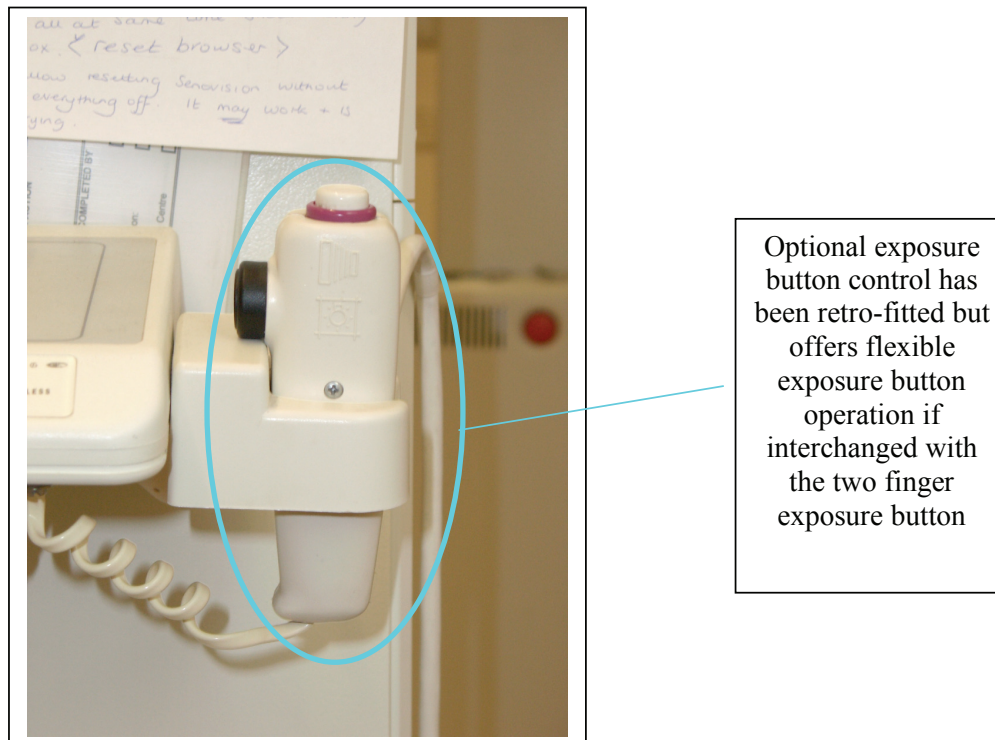 all at same time
ox. < reset browser >
resetting Senovision without
everything off. It may work + is
COMPLETED BY
Centre
LESS
Optional exposure
button control has
been retro-fitted but
offers flexible
exposure button
operation if
interchanged with
the two finger
exposure button